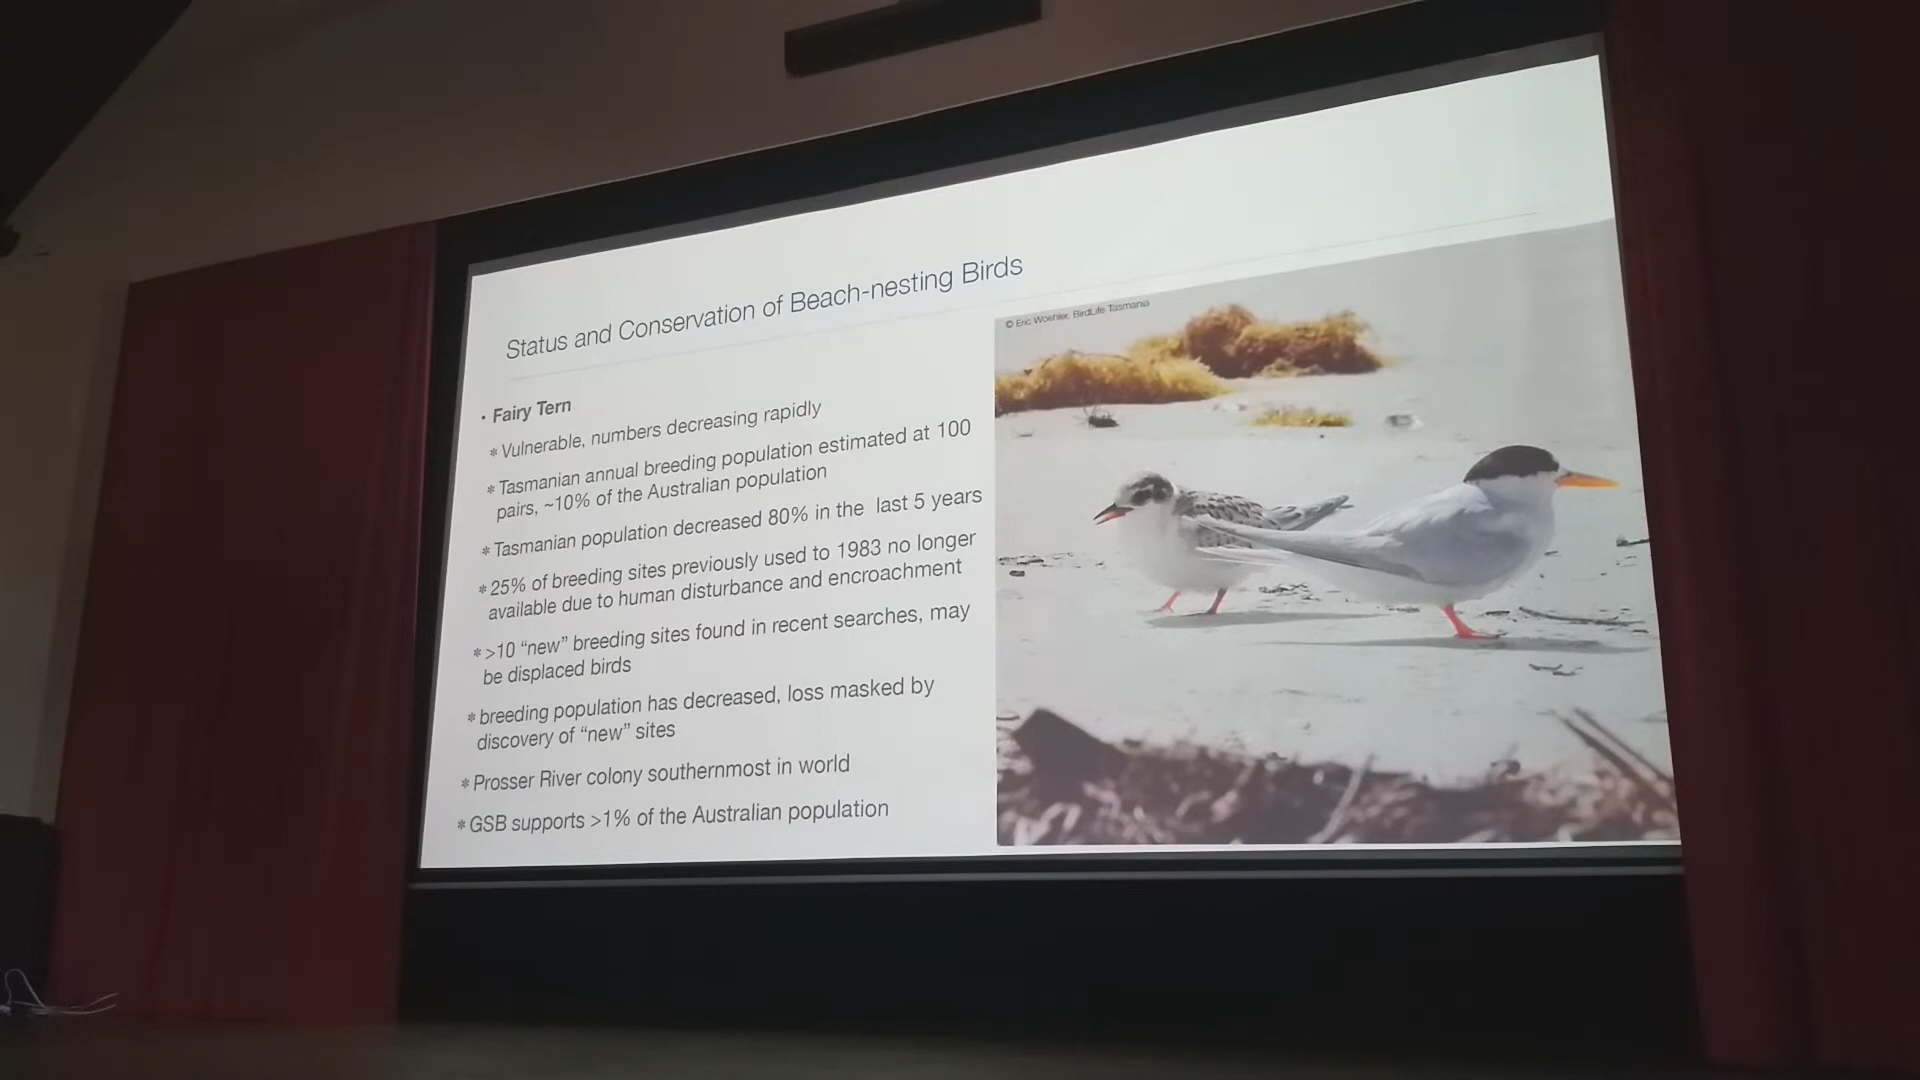 Status and Conservation of Beach-nesting Birds
© Eric Woehler, BirdLife Tasmania
• Fairy Tern
* Vulnerable, numbers decreasing rapidly
* Tasmanian annual breeding population estimated at 100
pairs, ~10% of the Australian population
* Tasmanian population decreased 80% in the last 5 years
* 25% of breeding sites previously used to 1983 no longer
available due to human disturbance and encroachment
* >10 “new” breeding sites found in recent searches, may
be displaced birds
* breeding population has decreased, loss masked by
discovery of “new” sites
* Prosser River colony southernmost in world
* GSB supports >1% of the Australian population